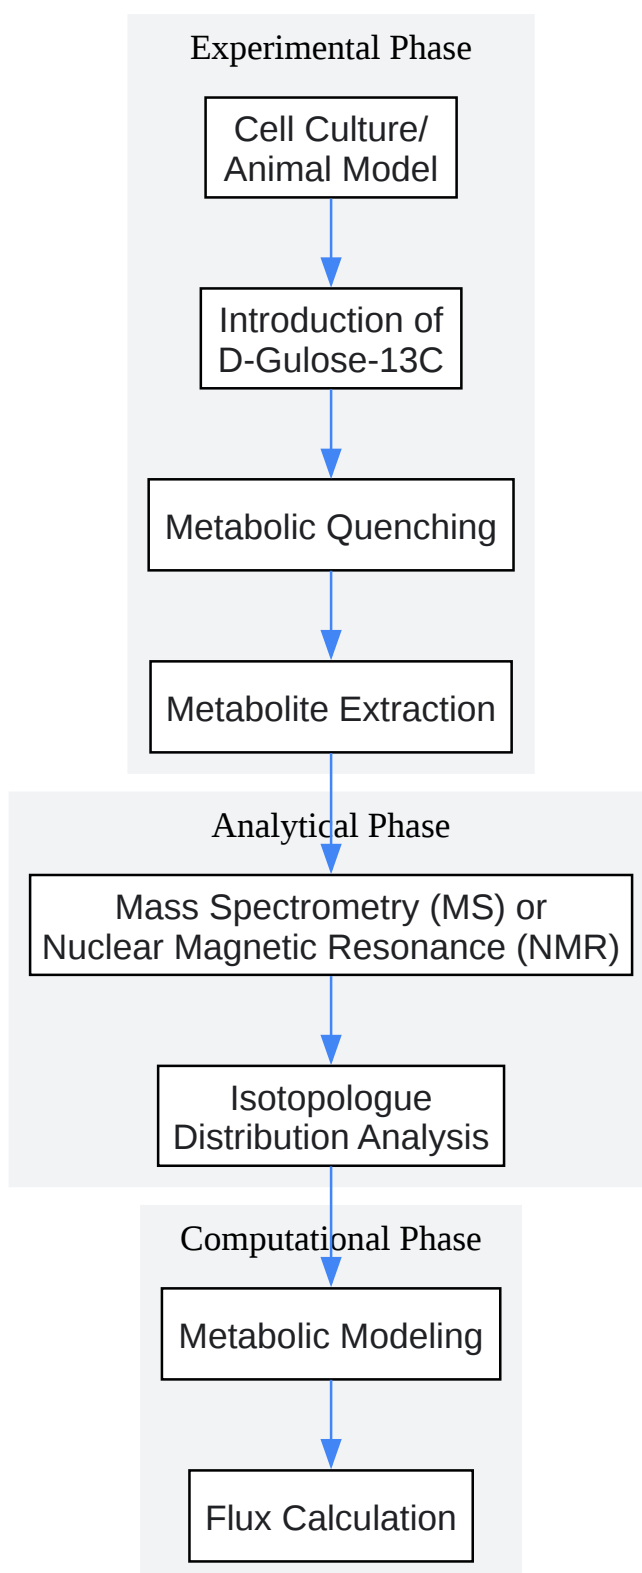 Experimental Phase
Cell Culture/
Animal Model
Introduction of
D-Gulose-13C
Metabolic Quenching
Metabolite Extraction
Analytical Phase
Mass Spectrometry (MS) or
Nuclear Magnetic Resonance (NMR)
Isotopologue
Distribution Analysis
Computational Phase
Metabolic Modeling
Flux Calculation